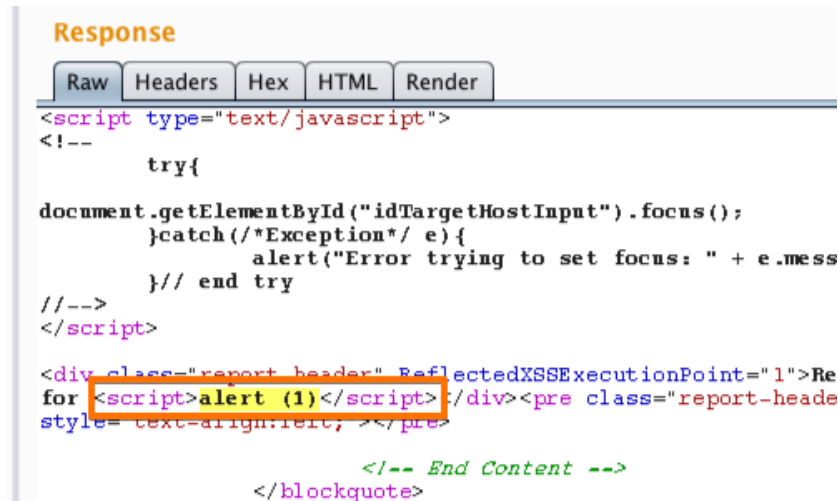 Response
Raw Headers Hex HTML Render
<script type="text/javascript">
<!--
try{
document.getElementById("idTargetHostInput").focus();
}catch(/*Exception*/ e){
alert("Error trying to set focus: " + e.mess
}// end try
//-->
</script>
<div class="report-header" ReflectedXSSExecutionPoint="1">Re
for <script>alert (1)</script></div><pre class="report-heade
style="text-align:left;"></pre>
<!-- End Content -->
</blockquote>